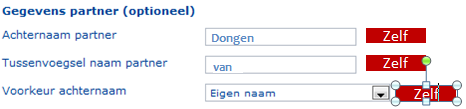 Gegevens partner (optioneel)
Achternaam partner Dongen Zelf
Tussenvoegsel naam partner van Zelf
Voorkeur achternaam Eigen naam Zelf